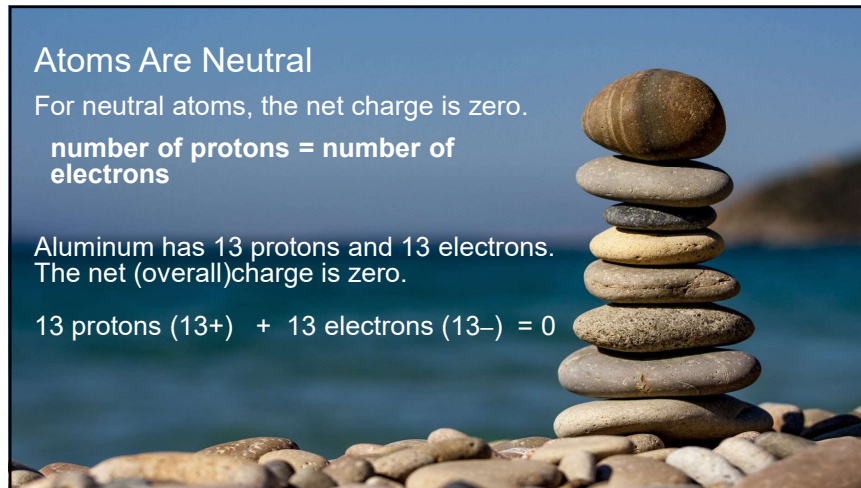 Atoms Are Neutral
For neutral atoms, the net charge is zero.
number of protons = number of
electrons
Aluminum has 13 protons and 13 electrons.
The net (overall)charge is zero.
13 protons (13+) + 13 electrons (13–) = 0